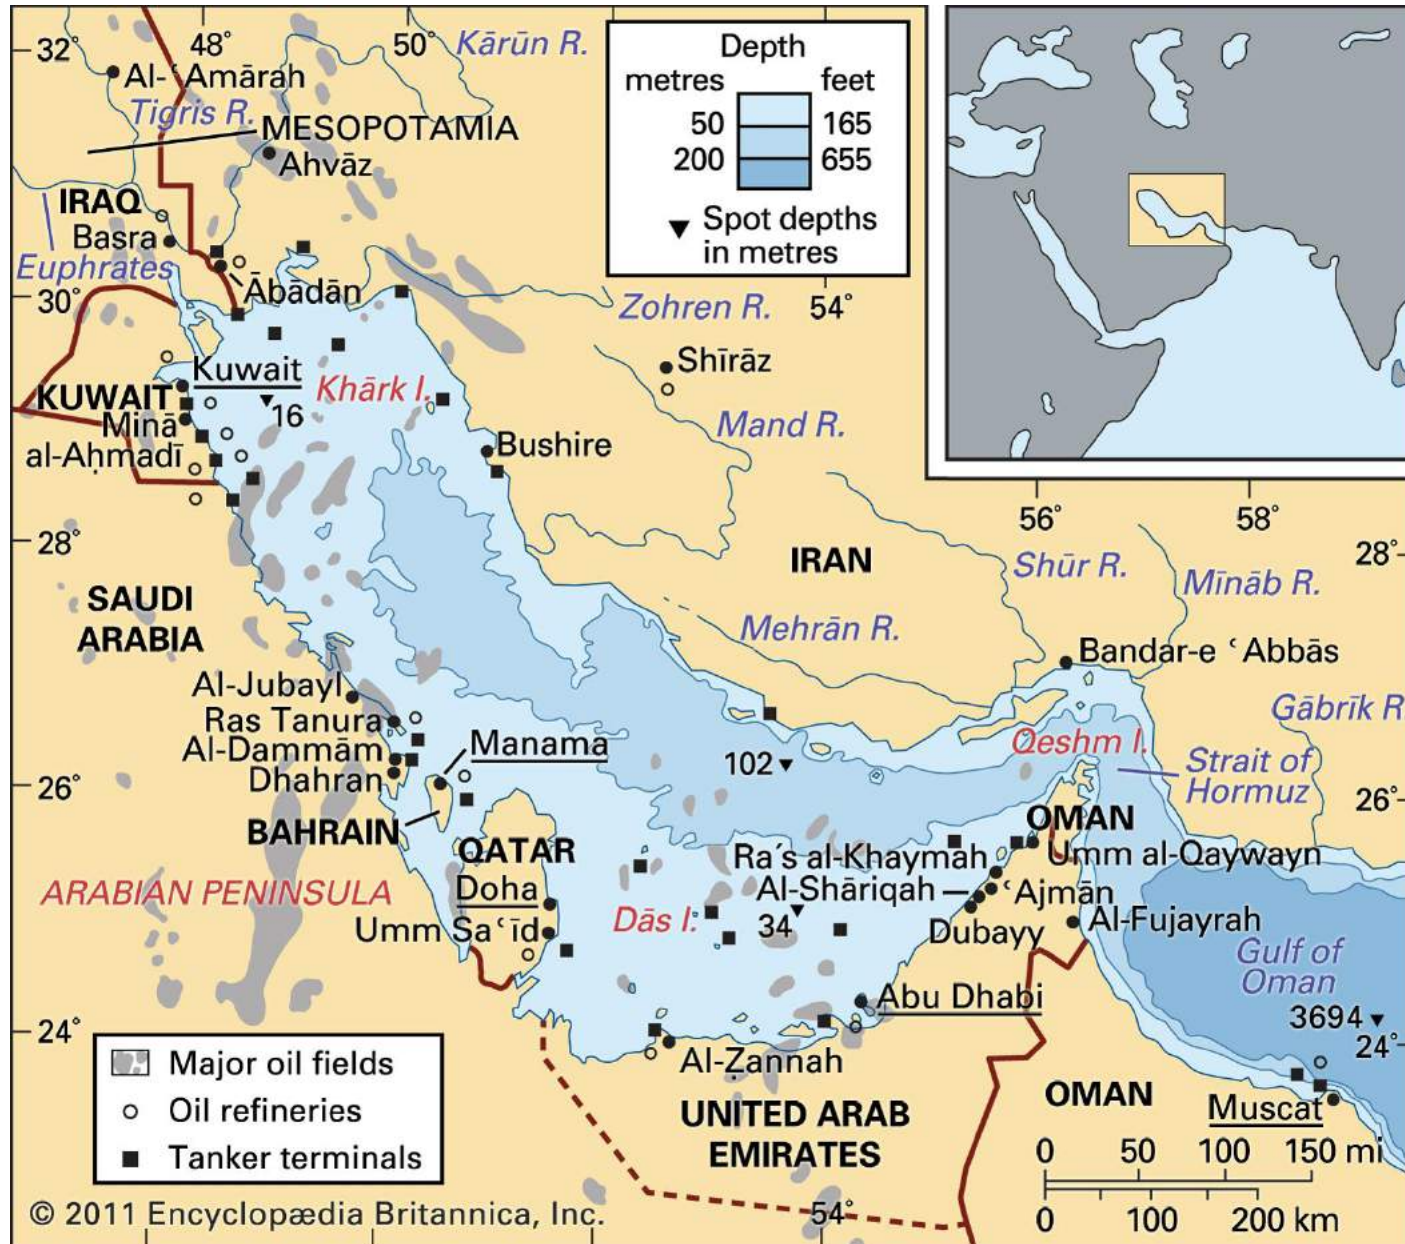 32°
48°
50°
Kārūn R.
Al-ʿAmārah
Tigris R.
MESOPOTAMIA
Ahvāz
IRAQ
Basra
Euphrates
Ābādān
30°
Depth
metres
feet
50
165
200
655
Spot depths
in metres
Zohren R.
54°
Kuwait
KUWAIT
16
Khārk I.
Minā
al-Aḥmadī
Shīrāz
Mand R.
Bushire
56°
58°
28°
28°
IRAN
Shūr R.
Mīnāb R.
SAUDI
ARABIA
Mehrān R.
Bandar-e ʿAbbās
Al-Jubayl
Ras Tanura
Al-Dammām
Dhahran
Manama
Gābrīk R.
102
Qeshm I.
Strait of
Hormuz
26°
26°
BAHRAIN
QATAR
OMAN
Ra′s al-Khaymah
Umm al-Qaywayn
ARABIAN PENINSULA
Doha
Al-Shāriqah
ʿAjmān
Umm Saʿīd
Dās I.
34
Dubayy
Al-Fujayrah
Gulf of
Oman
Abu Dhabi
3694
24°
24°
Al-Zannah
Major oil fields
Oil refineries
Tanker terminals
UNITED ARAB
EMIRATES
OMAN
Muscat
0 50 100 150 mi
0 100 200 km
54°
© 2011 Encyclopædia Britannica, Inc.